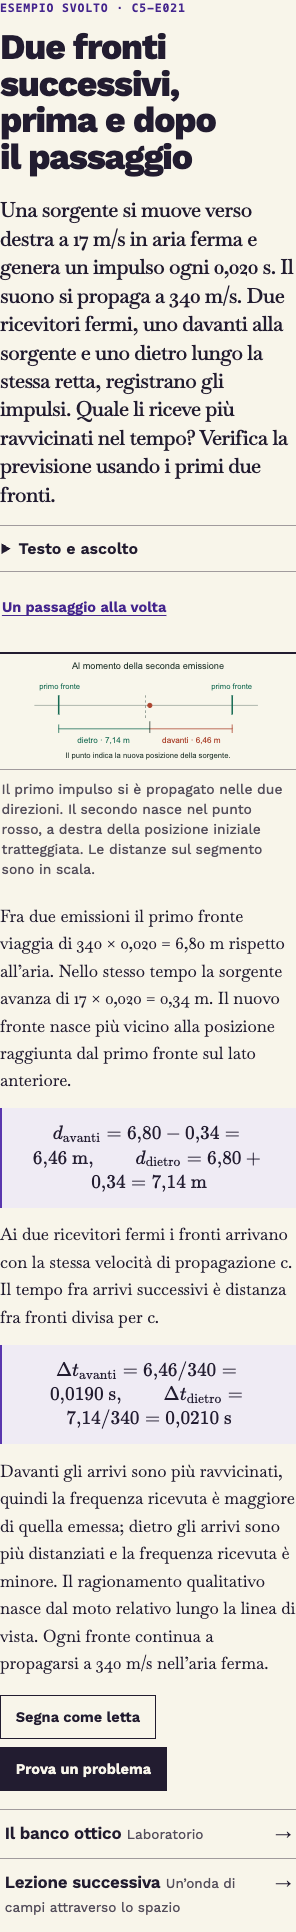 ESEMPIO SVOLTO · C5–E021
Due fronti
successivi,
prima e dopo
il passaggio
Una sorgente si muove verso
destra a 17 m/s in aria ferma e
genera un impulso ogni 0,020 s. Il
suono si propaga a 340 m/s. Due
ricevitori fermi, uno davanti alla
sorgente e uno dietro lungo la
stessa retta, registrano gli
impulsi. Quale li riceve più
ravvicinati nel tempo? Verifica la
previsione usando i primi due
fronti.
▶ Testo e ascolto
Un passaggio alla volta
Al momento della seconda emissione
primo fronte primo fronte
dietro · 7,14 m davanti · 6,46 m
Il punto indica la nuova posizione della sorgente.
Il primo impulso si è propagato nelle due
direzioni. Il secondo nasce nel punto
rosso, a destra della posizione iniziale
tratteggiata. Le distanze sul segmento
sono in scala.
Fra due emissioni il primo fronte
viaggia di 340 × 0,020 = 6,80 m rispetto
all’aria. Nello stesso tempo la sorgente
avanza di 17 × 0,020 = 0,34 m. Il nuovo
fronte nasce più vicino alla posizione
raggiunta dal primo fronte sul lato
anteriore.
d_avanti = 6,80 − 0,34 =
6,46 m, d_dietro = 6,80 +
0,34 = 7,14 m
Ai due ricevitori fermi i fronti arrivano
con la stessa velocità di propagazione c.
Il tempo fra arrivi successivi è distanza
fra fronti divisa per c.
Δt_avanti = 6,46/340 =
0,0190 s, Δt_dietro =
7,14/340 = 0,0210 s
Davanti gli arrivi sono più ravvicinati,
quindi la frequenza ricevuta è maggiore
di quella emessa; dietro gli arrivi sono
più distanziati e la frequenza ricevuta è
minore. Il ragionamento qualitativo
nasce dal moto relativo lungo la linea di
vista. Ogni fronte continua a
propagarsi a 340 m/s nell’aria ferma.
Segna come letta
Prova un problema
Il banco ottico Laboratorio →
Lezione successiva Un’onda di →
campi attraverso lo spazio